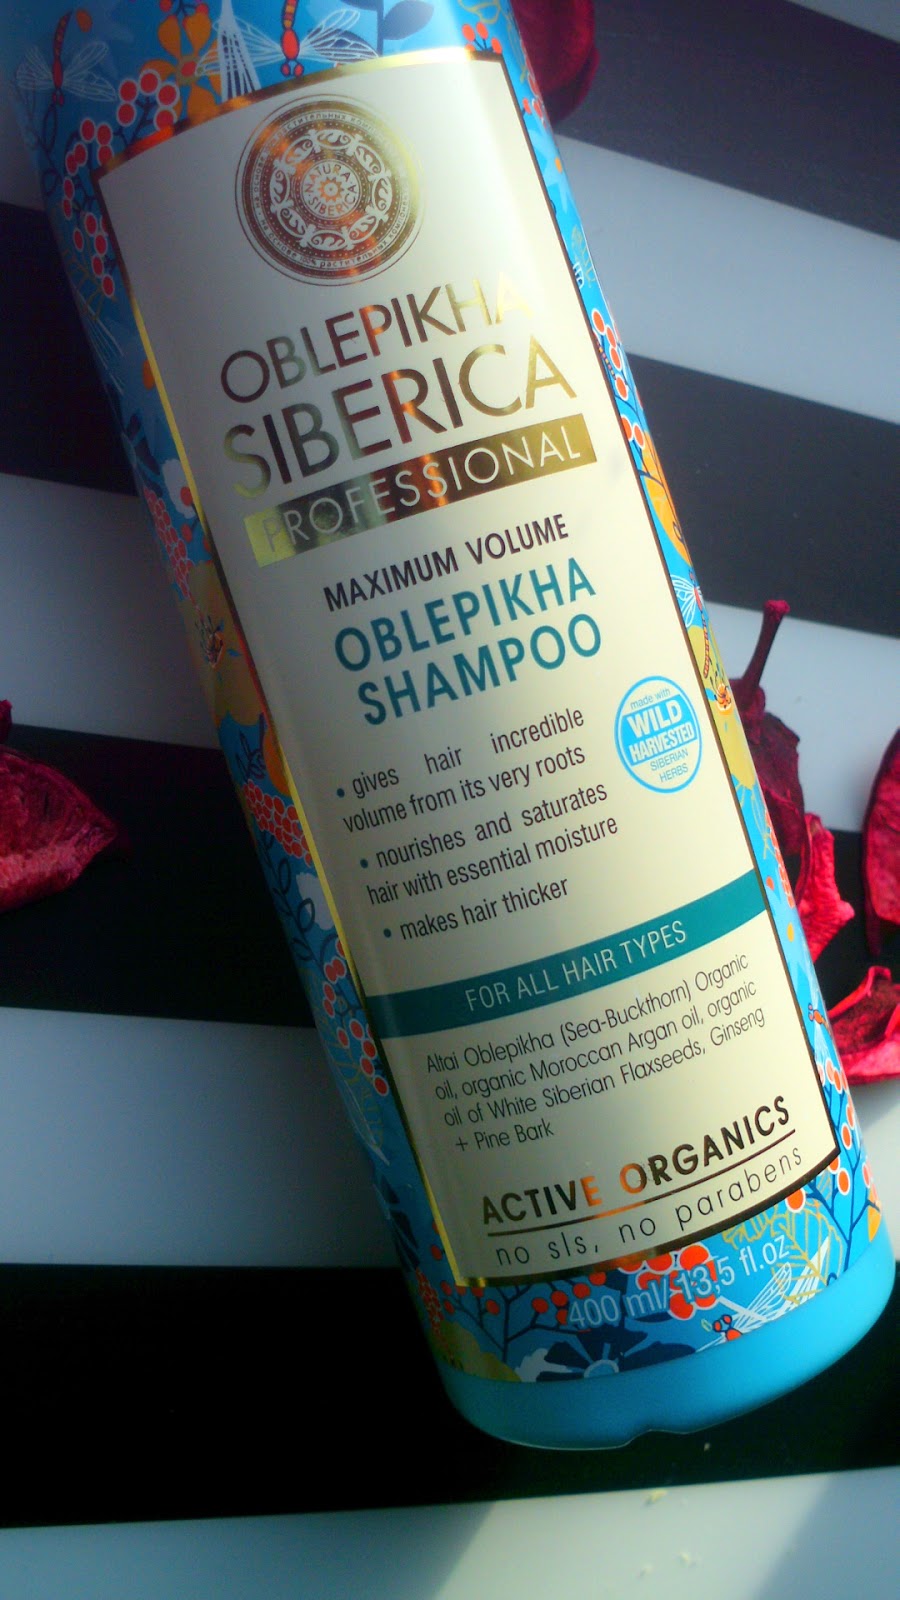 NATURA
SIBERICA
OBLEPIKHA
SIBERICA
PROFESSIONAL
MAXIMUM VOLUME
OBLEPIKHA
SHAMPOO
made with
WILD
HARVESTED
SIBERIAN
HERBS
• gives hair incredible
volume from its very roots
• nourishes and saturates
hair with essential moisture
• makes hair thicker
FOR ALL HAIR TYPES
Altai Oblepikha (Sea-Buckthorn) Organic
oil, organic Moroccan Argan oil, organic
oil of White Siberian Flaxseeds, Ginseng
+ Pine Bark
ACTIVE ORGANICS
no sls, no parabens
400 ml/ 13,5 fl.oz